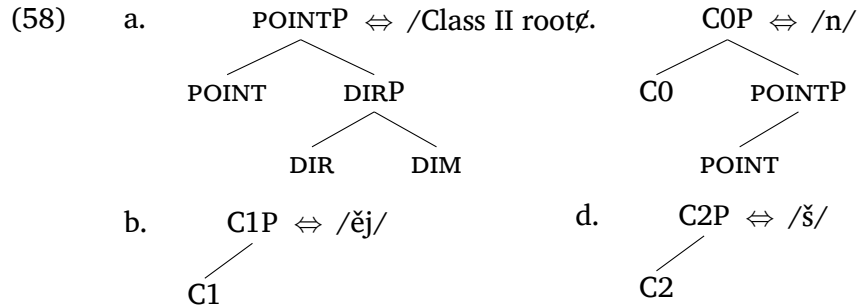 (58) a. POINTP ⇔ /Class II root/ c. C0P ⇔ /n/
POINT DIRP C0 POINTP
DIR DIM POINT
b. C1P ⇔ /ěj/ d. C2P ⇔ /š/
C1 C2